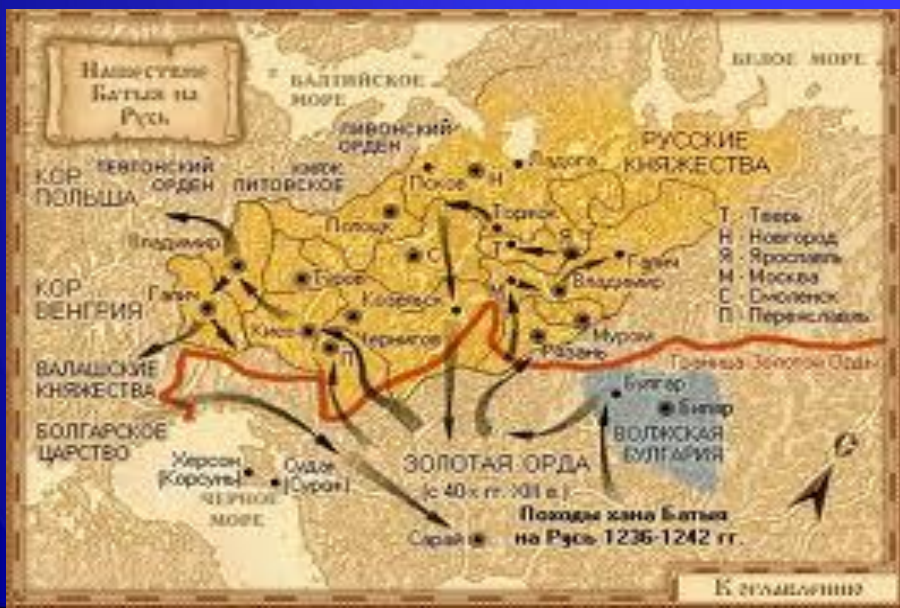 Нашествие
Батыя на
Русь
БАЛТИЙСКОЕ
МОРЕ
БЕЛОЕ МОРЕ
ЛИВОНСКИЙ
ОРДЕН
РУССКИЕ
КНЯЖЕСТВА
ТЕВТОНСКИЙ
ОРДЕН
КНЯЖ
ЛИТОВСКОЕ
КОР
ПОЛЬША
Псков
Н
Ладога
Полоцк
Торжок
Т
Я
Галич
С
Владимир
Владимир
Туров
Козельск
М
Т - Тверь
Н - Новгород
Я - Ярославль
М - Москва
С - Смоленск
П - Переяславль
КОР
ВЕНГРИЯ
Галич
Киев
Чернигов
П
Муром
Рязань
Граница Золотой Орды
ВАЛАШСКИЕ
КНЯЖЕСТВА
БОЛГАРСКОЕ
ЦАРСТВО
Булгар
Биляр
ВОЛЖСКАЯ
БУЛГАРИЯ
Херсон
(Корсунь)
Судак
(Сурож)
ЧЕРНОЕ
МОРЕ
ЗОЛОТАЯ ОРДА
(с 40х гг. XIII в.)
Сарай
Походы хана Батыя
на Русь 1236-1242 гг.
С
К оглавлению